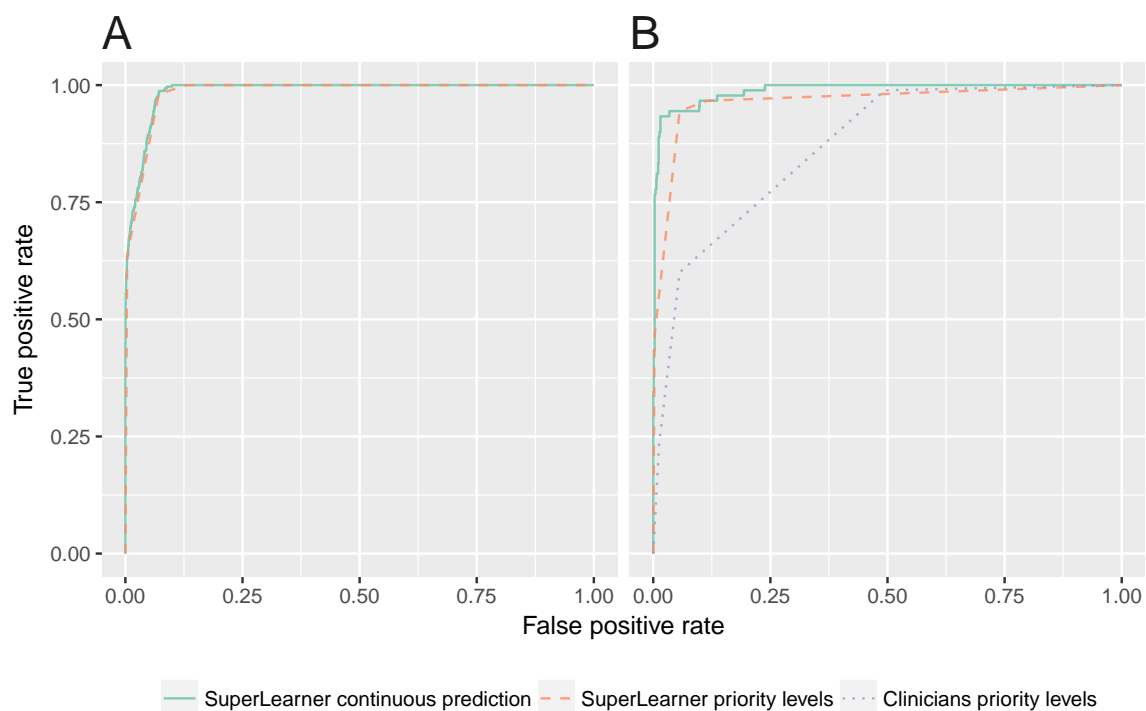 A
B
True positive rate
1.00
0.75
0.50
0.25
0.00
0.00 0.25 0.50 0.75 1.00
0.00 0.25 0.50 0.75 1.00
False positive rate
SuperLearner continuous prediction SuperLearner priority levels Clinicians priority levels